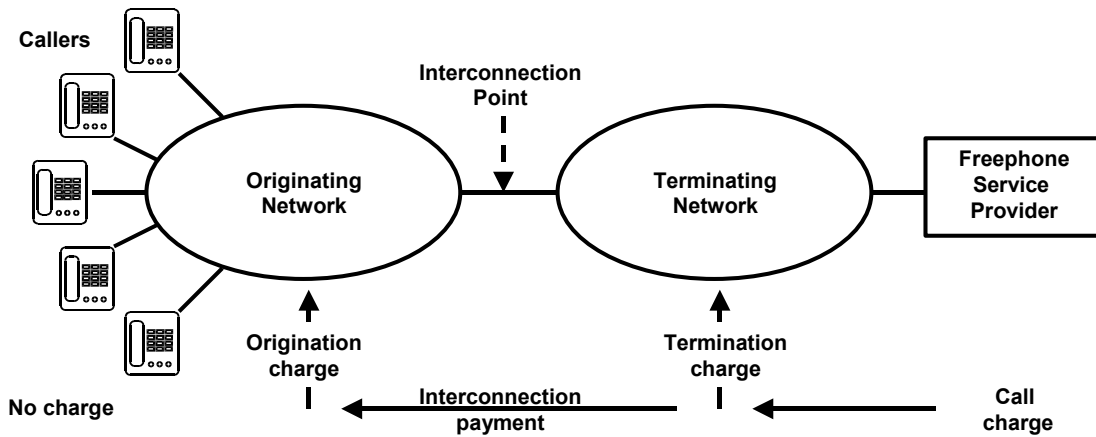 Callers
Interconnection
Point
Originating
Network
Terminating
Network
Freephone
Service
Provider
Origination
charge
Termination
charge
No charge
Interconnection
payment
Call
charge